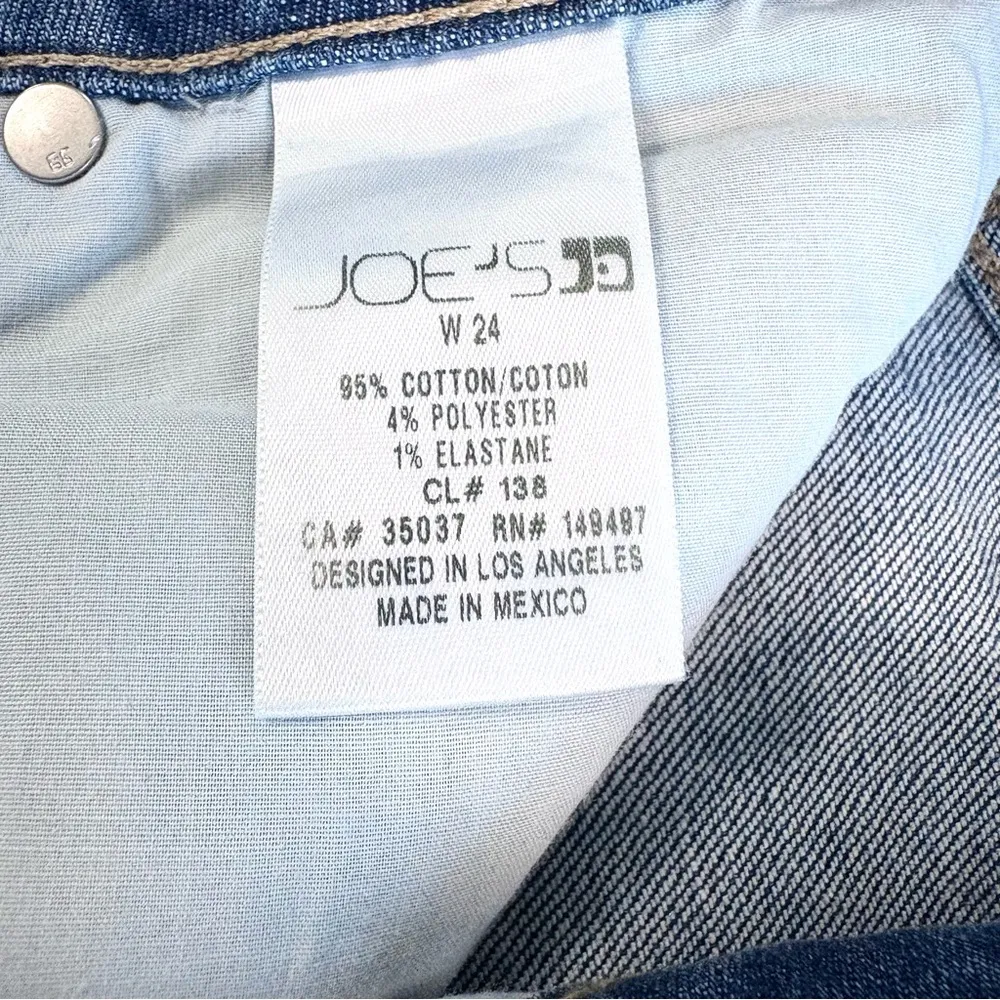 JOE'S
W 24
95% COTTON/COTON
4% POLYESTER
1% ELASTANE
CL# 138
CA# 35037 RN# 149497
DESIGNED IN LOS ANGELES
MADE IN MEXICO